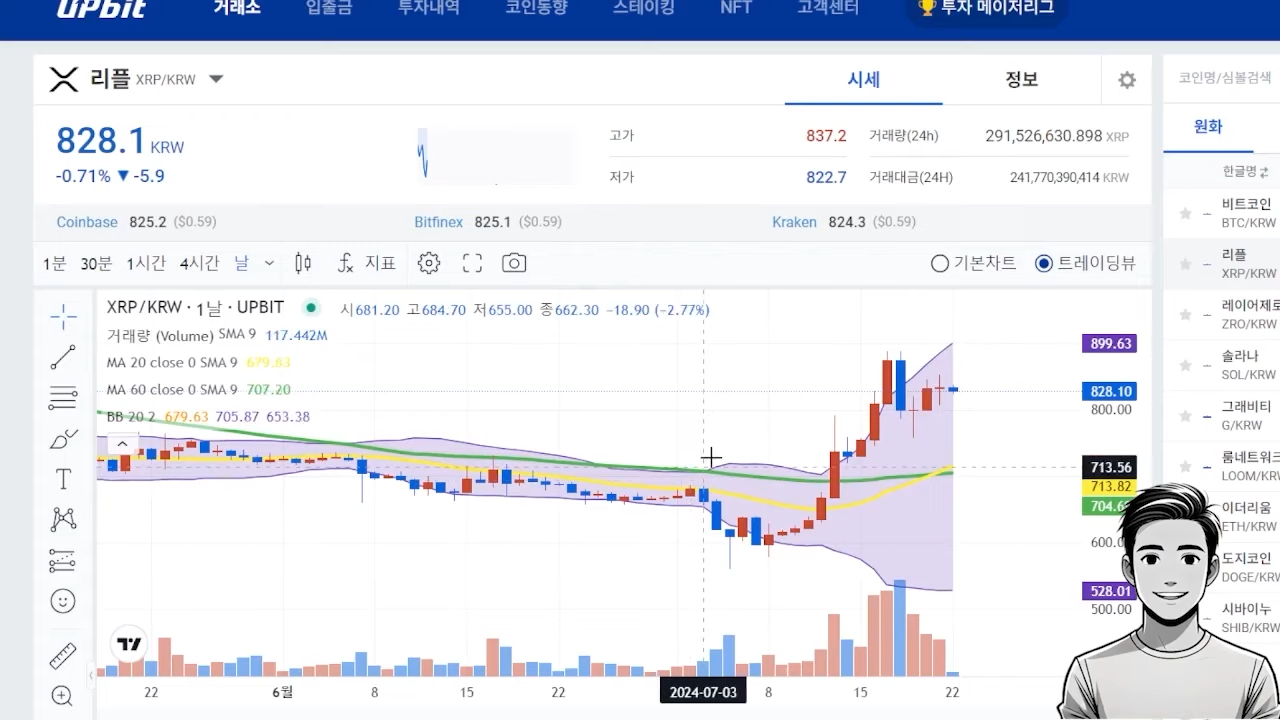 UPbit 거래소 입출금 투자내역 코인동향 스테이킹 NFT 고객센터 🏆 투자 메이저리그
리플 XRP/KRW 시세 정보 코인명/심볼검색
원화
828.1 KRW 고가 837.2 거래량(24h) 291,526,630.898 XRP
-0.71% ▼ -5.9 저가 822.7 거래대금(24H) 241,770,390,414 KRW
한글명
Coinbase 825.2 ($0.59) Bitfinex 825.1 ($0.59) Kraken 824.3 ($0.59)
1분 30분 1시간 4시간 날 지표 기본차트 트레이딩뷰
XRP/KRW · 1날 · UPBIT 시681.20 고684.70 저655.00 종662.30 -18.90 (-2.77%)
거래량 (Volume) SMA 9 117.442M
MA 20 close 0 SMA 9 679.63
MA 60 close 0 SMA 9 707.20
BB 20 2 679.63 705.87 653.38
899.63
828.10
800.00
713.56
713.82
704.6
600.0
528.01
500.00
22 6월 8 15 22 2024-07-03 8 15 22
비트코인
BTC/KRW
리플
XRP/KRW
레이어제로
ZRO/KRW
솔라나
SOL/KRW
그래비티
G/KRW
룸네트워크
LOOM/KRW
이더리움
ETH/KRW
도지코인
DOGE/KRW
시바이누
SHIB/KRW